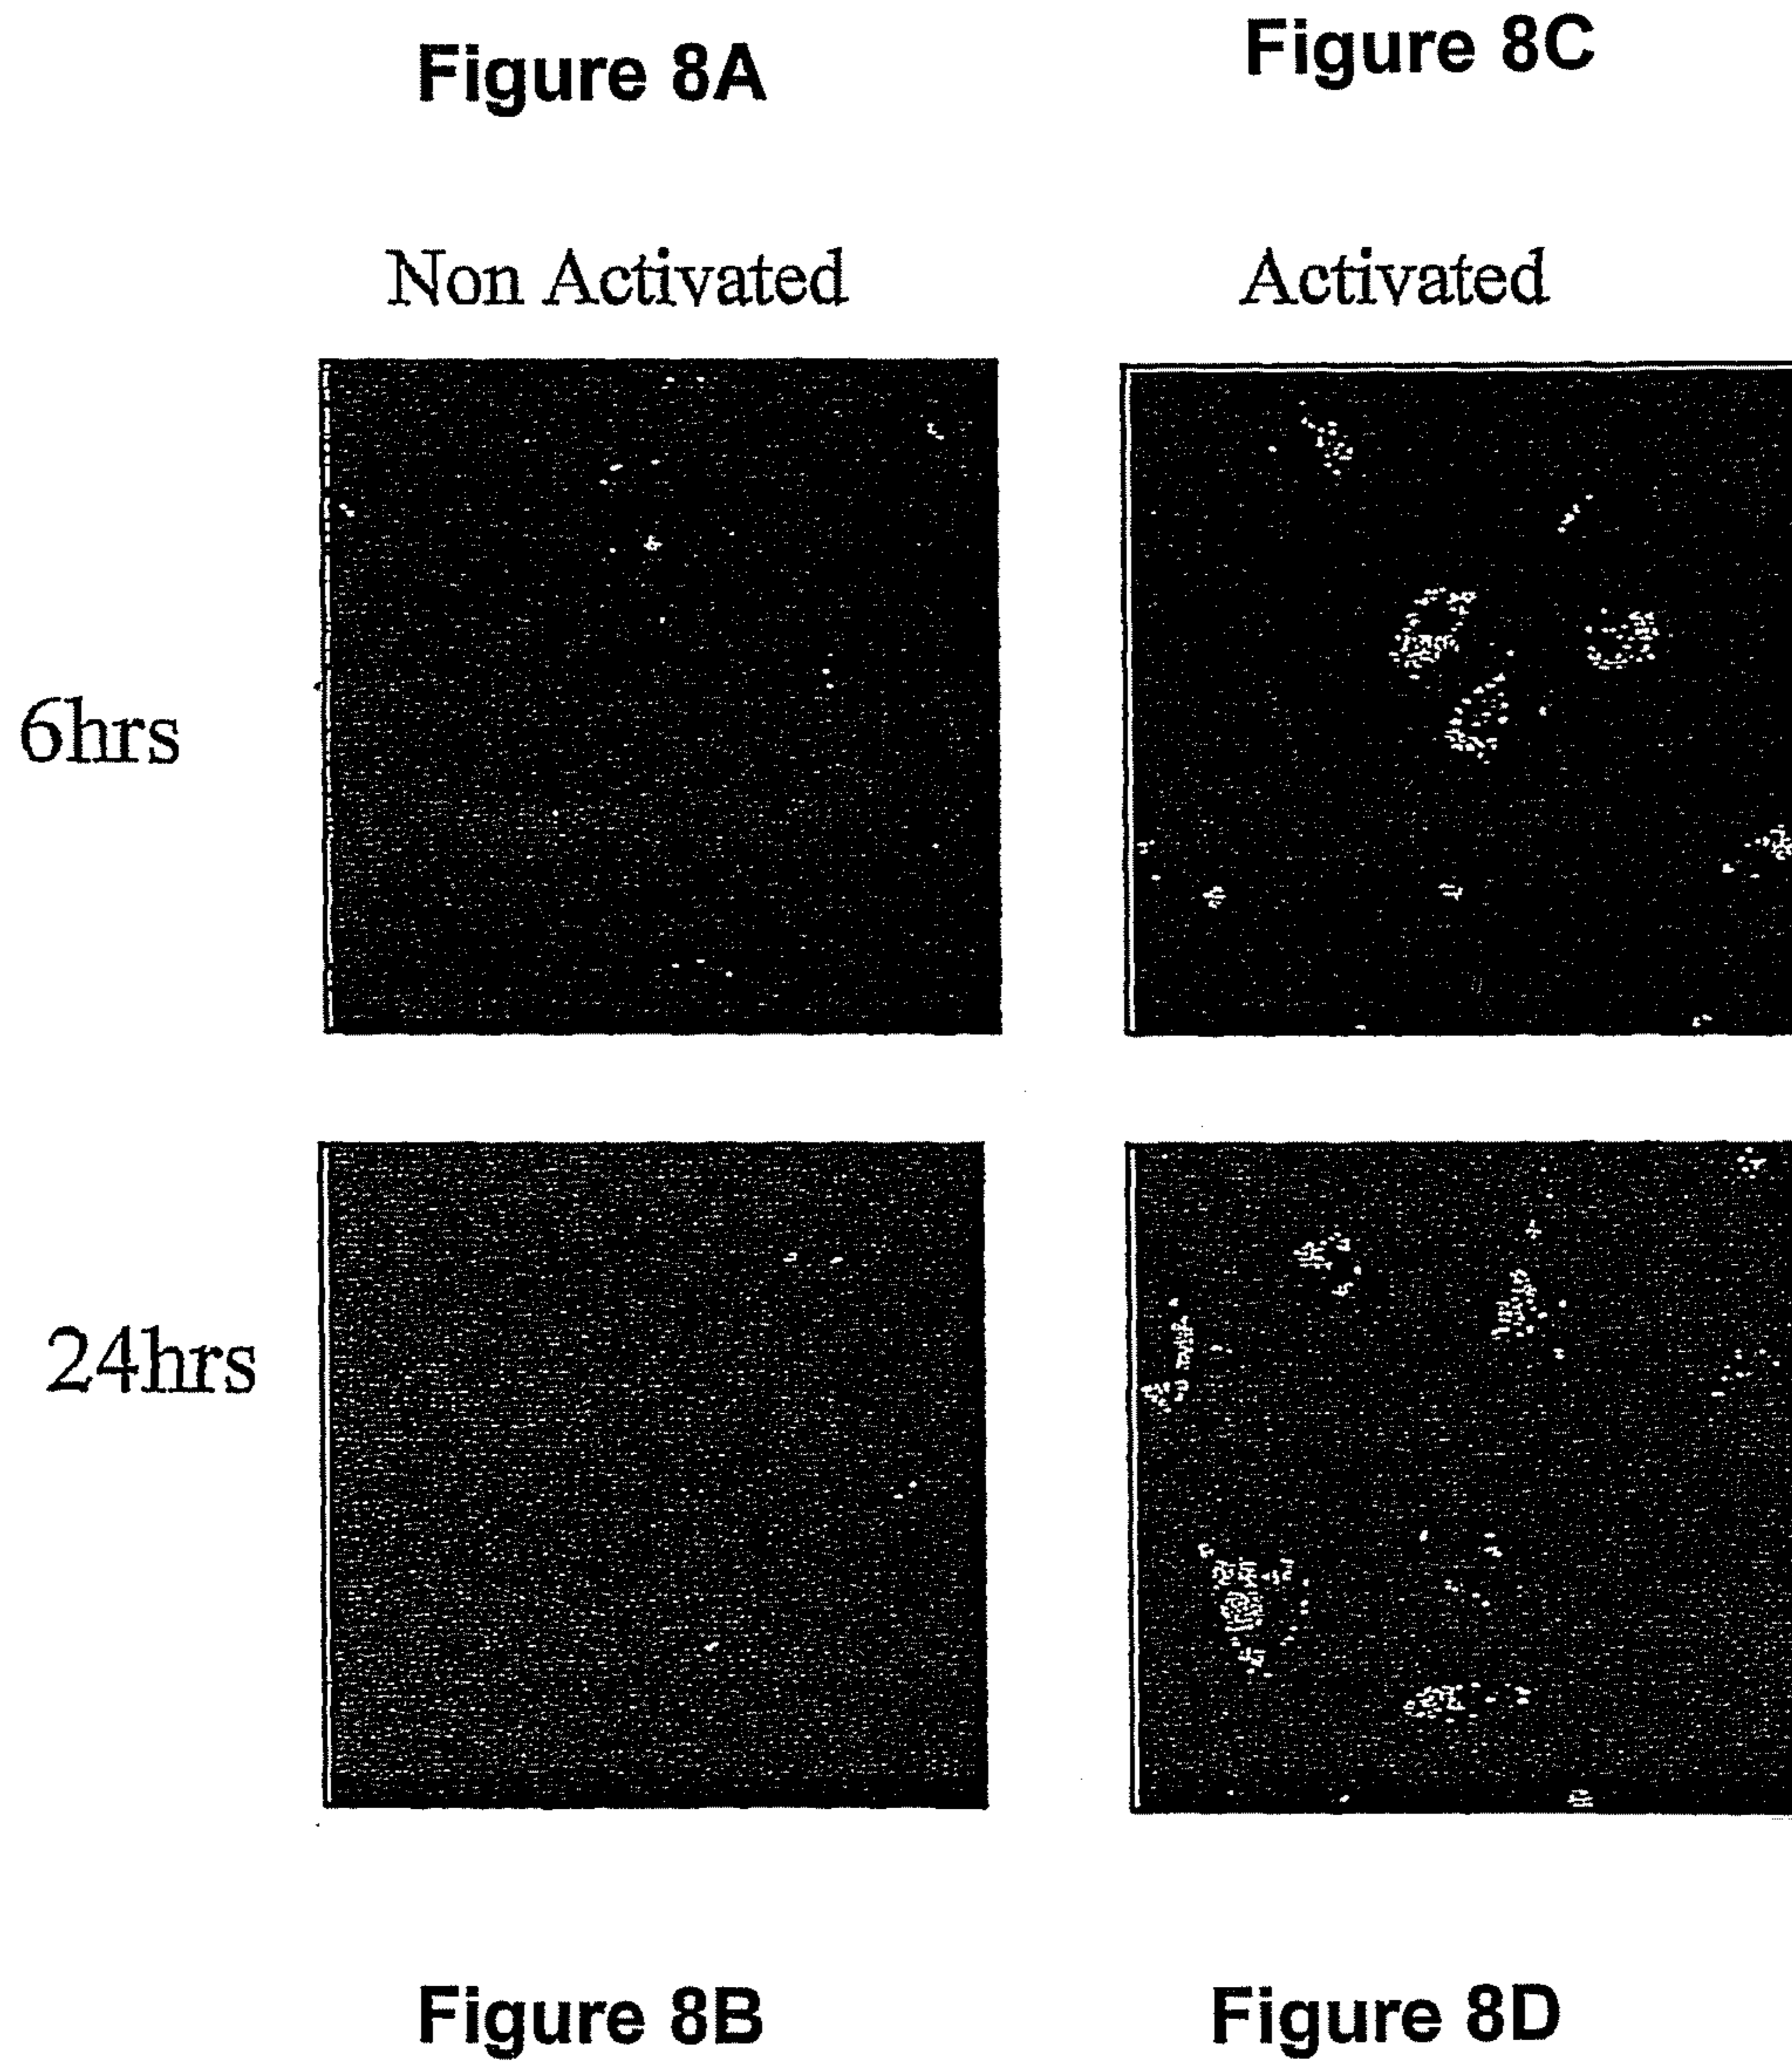 Figure 8A
Figure 8C
Non Activated
Activated
6hrs
24hrs
Figure 8B
Figure 8D